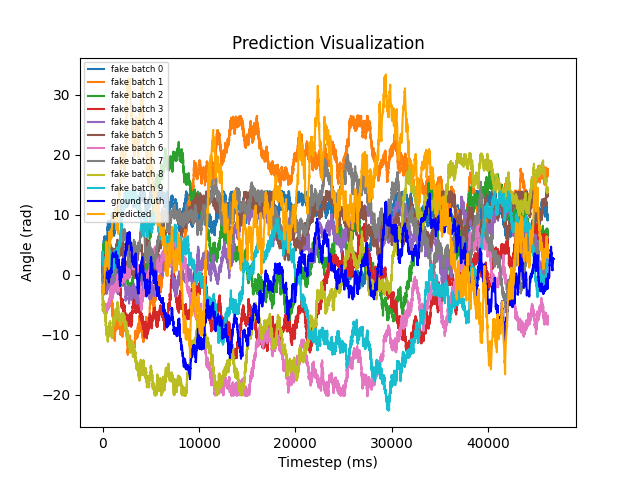 Prediction Visualization
fake batch 0
fake batch 1
fake batch 2
fake batch 3
fake batch 4
fake batch 5
fake batch 6
fake batch 7
fake batch 8
fake batch 9
ground truth
predicted
Angle (rad)
30
20
10
0
−10
−20
0 10000 20000 30000 40000
Timestep (ms)